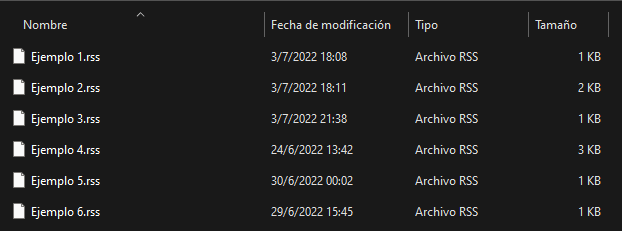 Nombre Fecha de modificación Tipo Tamaño
Ejemplo 1.rss 3/7/2022 18:08 Archivo RSS 1 KB
Ejemplo 2.rss 3/7/2022 18:11 Archivo RSS 2 KB
Ejemplo 3.rss 3/7/2022 21:38 Archivo RSS 1 KB
Ejemplo 4.rss 24/6/2022 13:42 Archivo RSS 3 KB
Ejemplo 5.rss 30/6/2022 00:02 Archivo RSS 1 KB
Ejemplo 6.rss 29/6/2022 15:45 Archivo RSS 1 KB